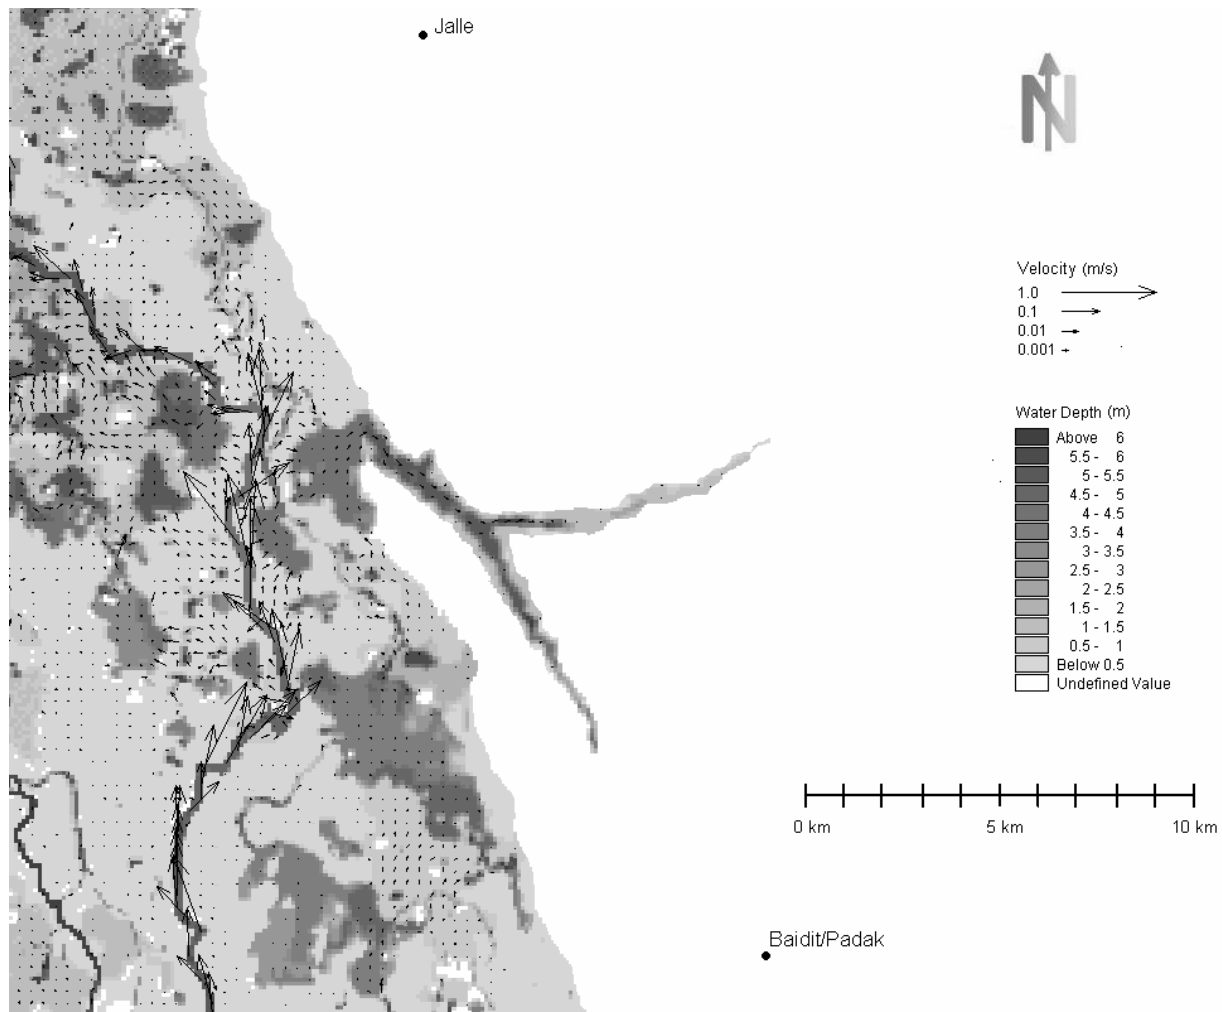 Jalle
N
Velocity (m/s)
1.0
0.1
0.01
0.001
Water Depth (m)
Above 6
5.5 - 6
5 - 5.5
4.5 - 5
4 - 4.5
3.5 - 4
3 - 3.5
2.5 - 3
2 - 2.5
1.5 - 2
1 - 1.5
0.5 - 1
Below 0.5
Undefined Value
0 km 5 km 10 km
Baidit/Padak